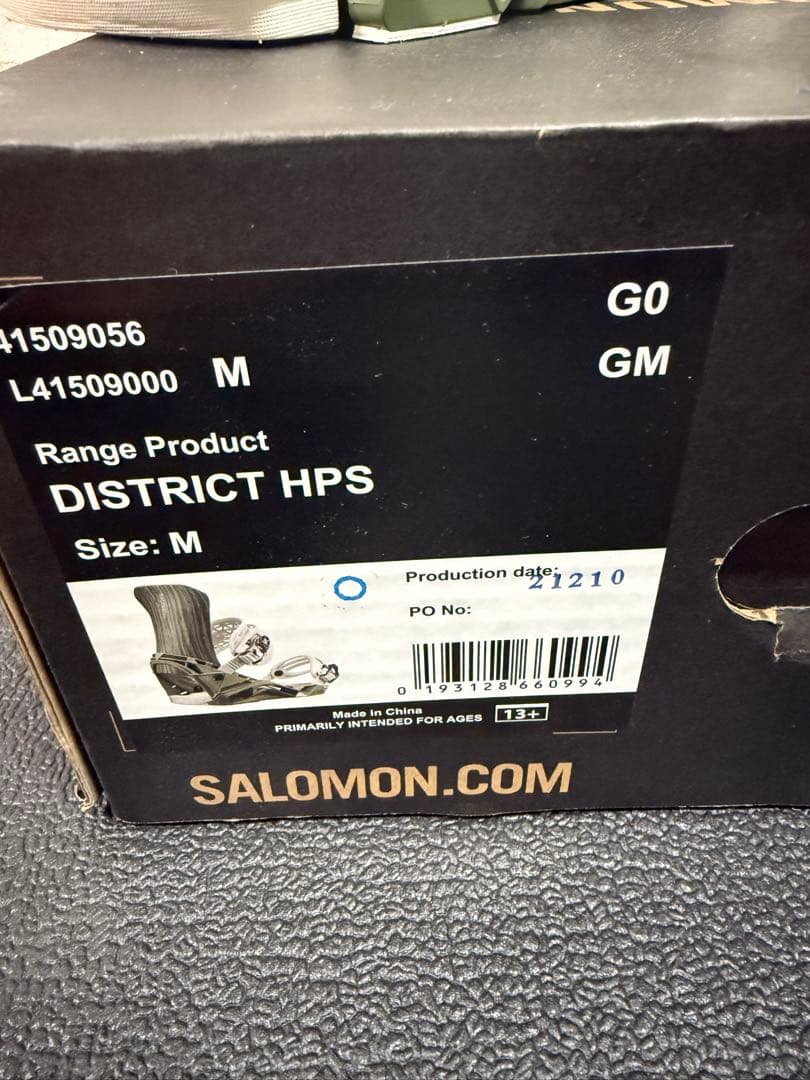 41509056
L41509000 M
G0
GM
Range Product
DISTRICT HPS
Size: M
Production date: 21210
PO No:
0 193128 660994
Made in China
PRIMARILY INTENDED FOR AGES 13+
SALOMON.COM